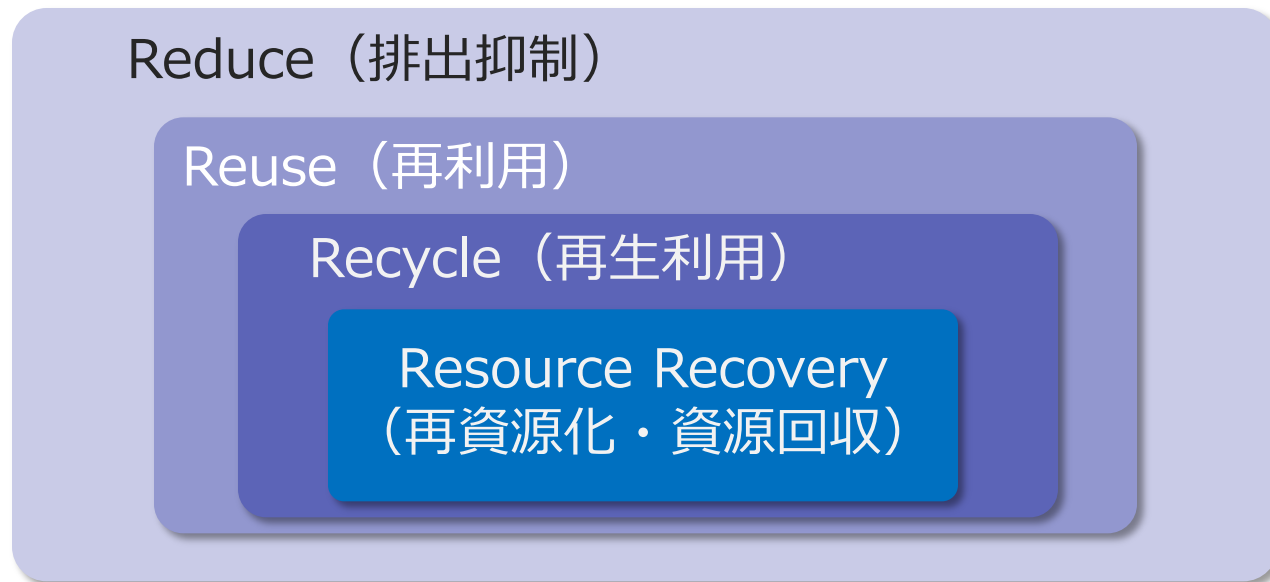 Reduce（排出抑制）
Reuse（再利用）
Recycle（再生利用）
Resource Recovery
（再資源化・資源回収）